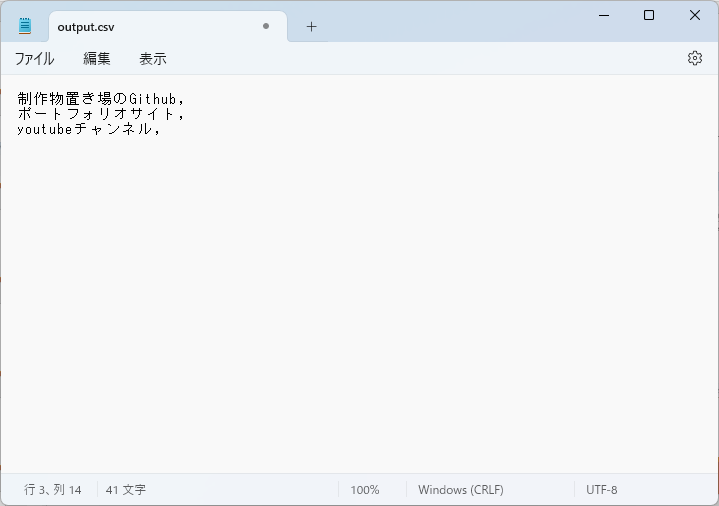 output.csv
ファイル 編集 表示
制作物置き場のGithub,
ポートフォリオサイト,
youtubeチャンネル,
行 3、列 14 41 文字 100% Windows (CRLF) UTF-8